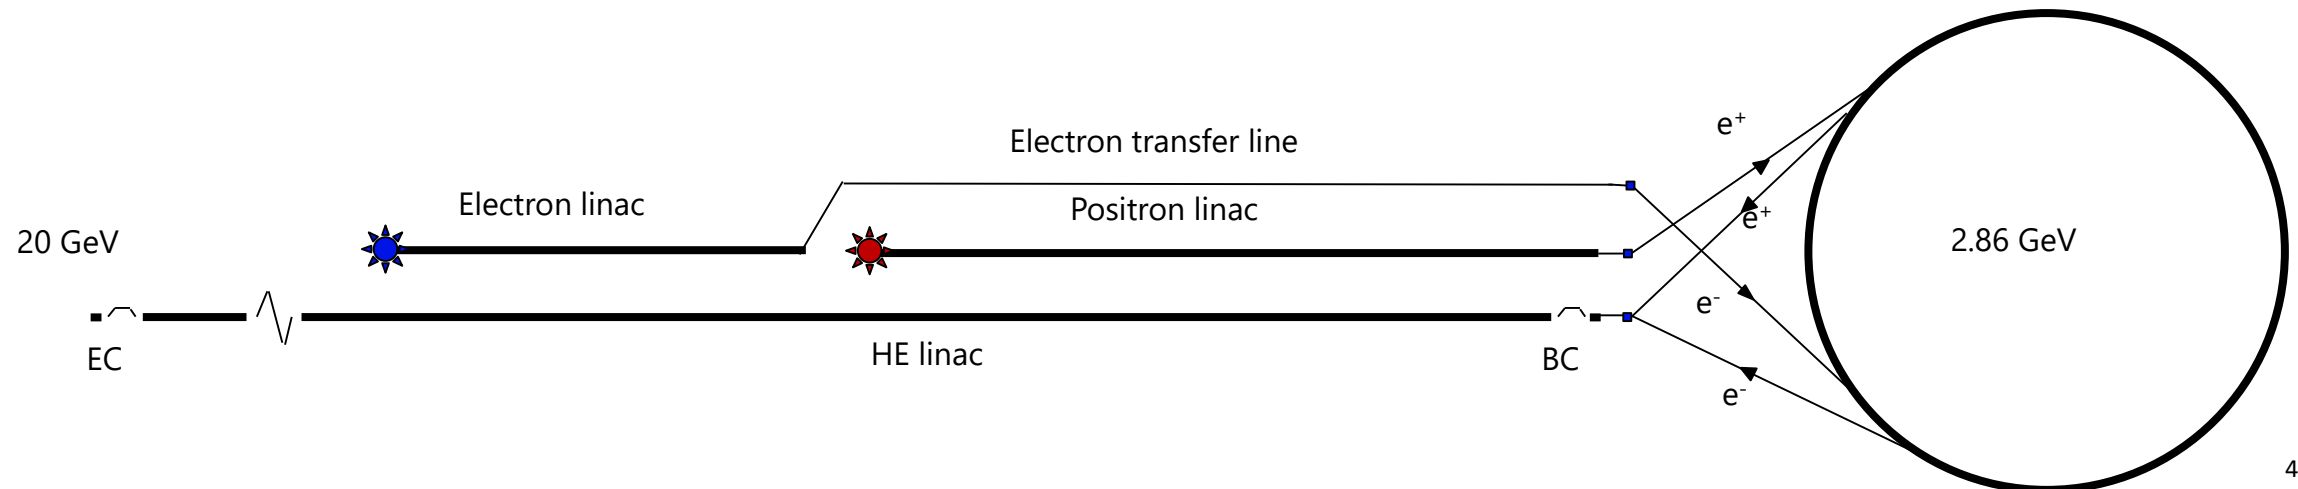 e⁺
Electron transfer line
Electron linac
Positron linac
e⁺
20 GeV
2.86 GeV
e⁻
HE linac
EC
BC
e⁻
4